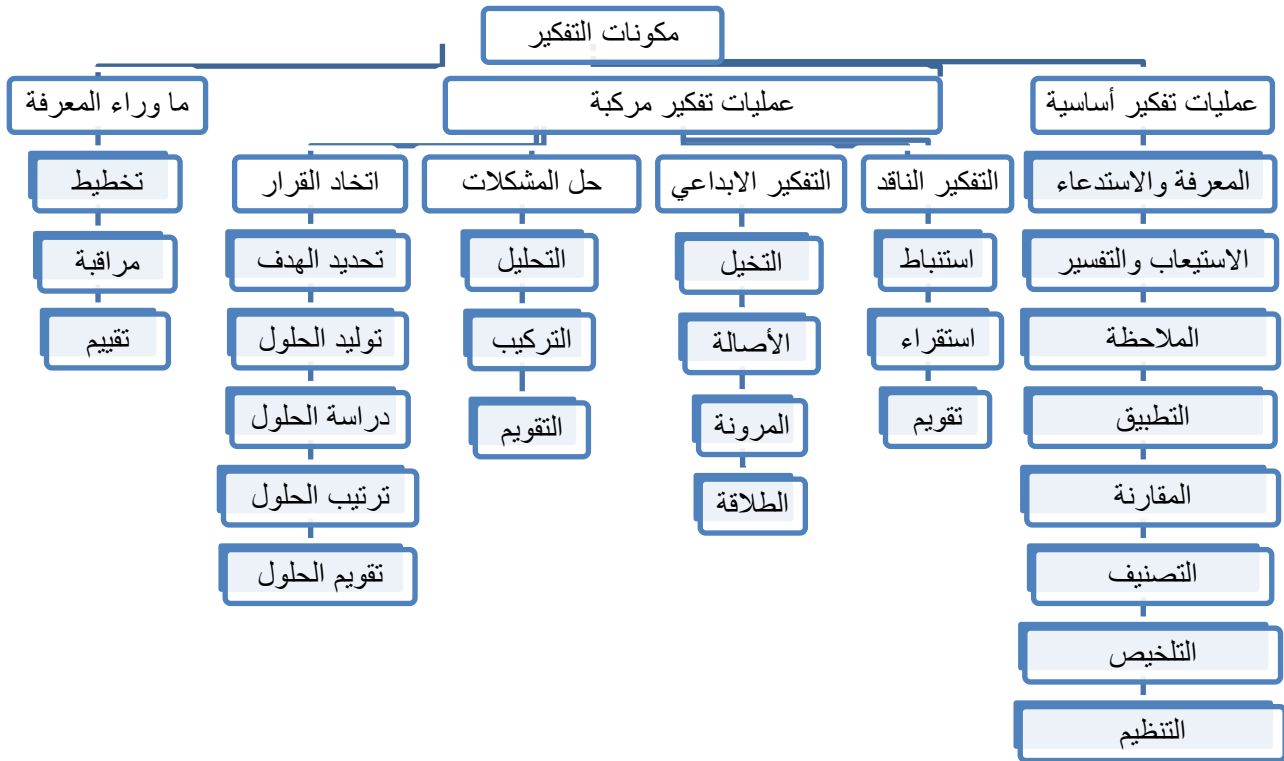 مكونات التفكير
عمليات تفكير أساسية
عمليات تفكير مركبة
ما وراء المعرفة
المعرفة والاستدعاء
الاستيعاب والتفسير
الملاحظة
التطبيق
المقارنة
التصنيف
التلخيص
التنظيم
التفكير الناقد
استنباط
استقراء
تقويم
التفكير الابداعي
التخيل
الأصالة
المرونة
الطلاقة
حل المشكلات
التحليل
التركيب
التقويم
اتخاد القرار
تحديد الهدف
توليد الحلول
دراسة الحلول
ترتيب الحلول
تقويم الحلول
تخطيط
مراقبة
تقييم